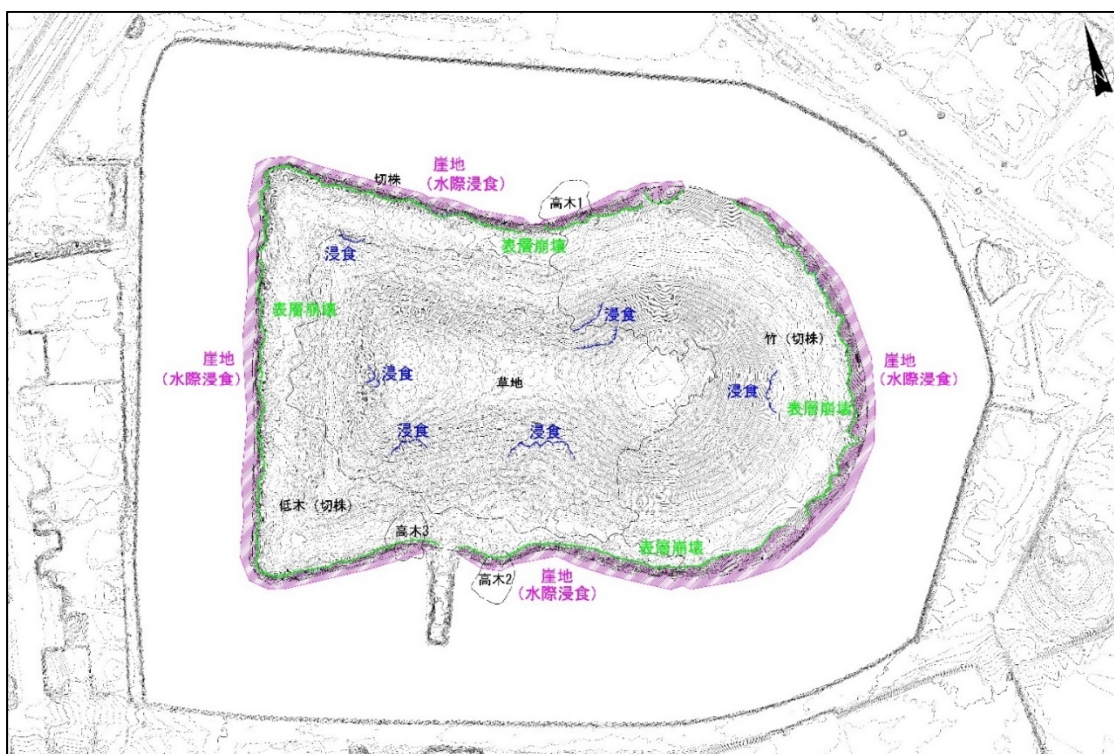 N
崖地
(水際浸食)
切株
高木1
表層崩壊
浸食
表層崩壊
浸食
竹(切株)
崖地
(水際浸食)
浸食
草地
浸食
崖地
(水際浸食)
表層崩壊
浸食
浸食
低木(切株)
高木3
表層崩壊
高木2
崖地
(水際浸食)